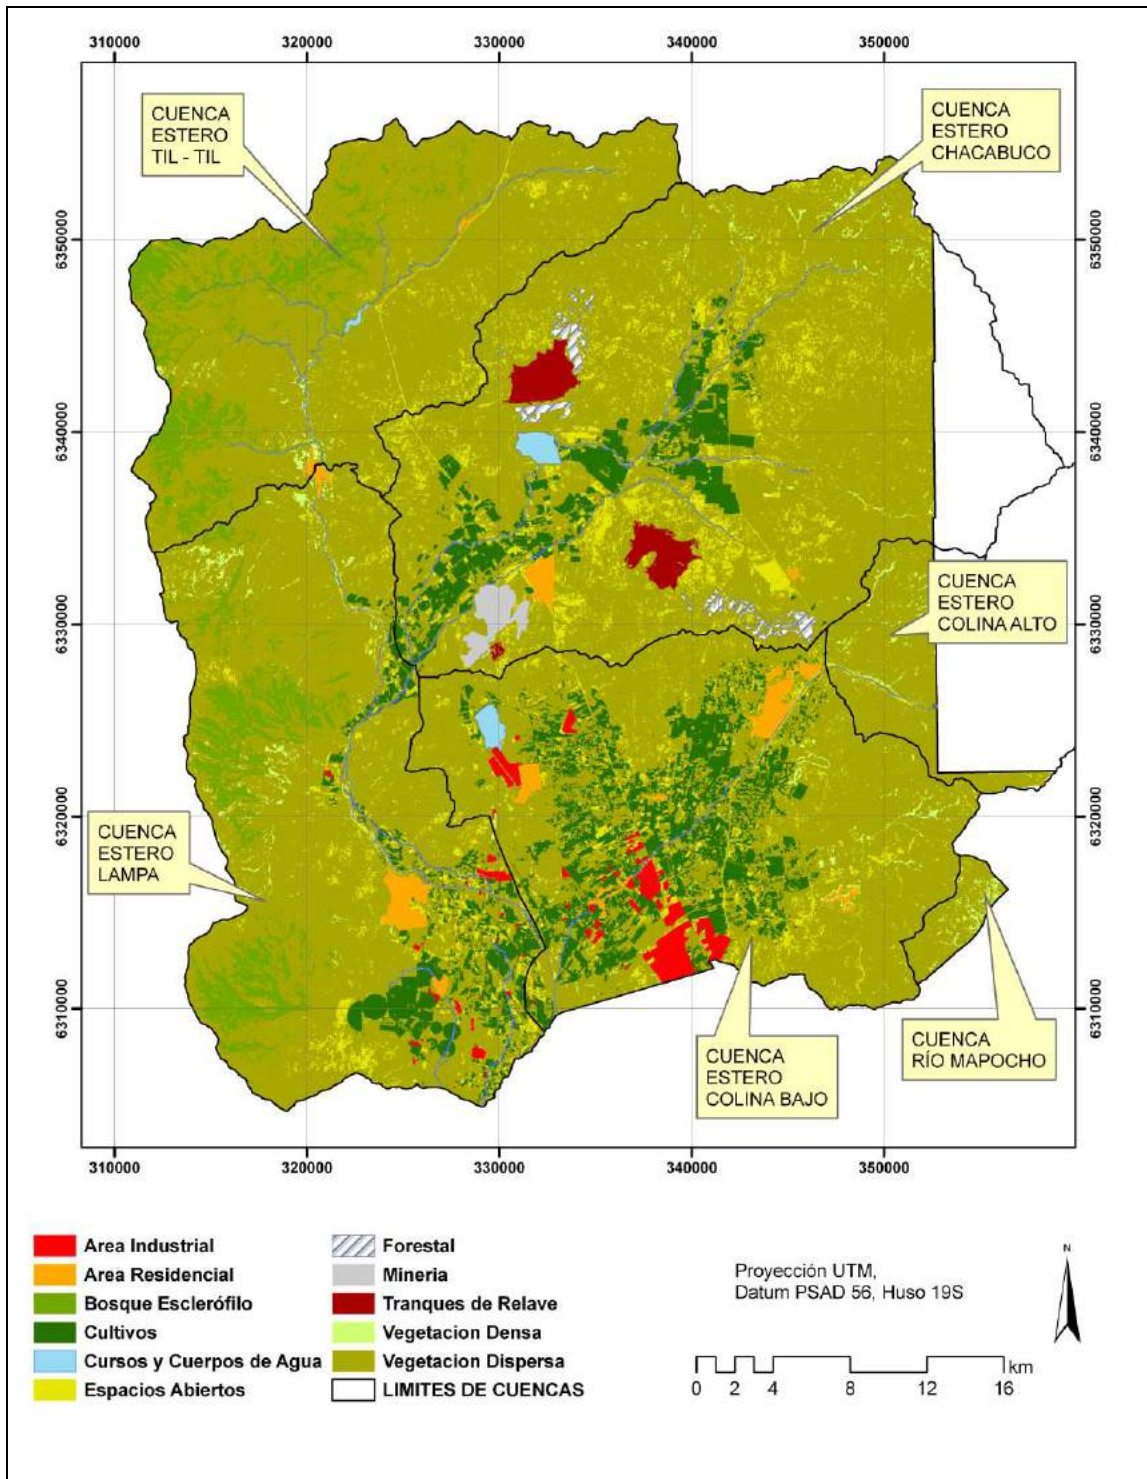 310000 320000 330000 340000 350000
CUENCA
ESTERO
TIL - TIL
CUENCA
ESTERO
CHACABUCO
6350000
6350000
6340000
6340000
CUENCA
ESTERO
COLINA ALTO
6330000
6330000
6320000
6320000
CUENCA
ESTERO
LAMPA
6310000
6310000
CUENCA
ESTERO
COLINA BAJO
CUENCA
RÍO MAPOCHO
310000 320000 330000 340000 350000
Area Industrial
Area Residencial
Bosque Esclerófilo
Cultivos
Cursos y Cuerpos de Agua
Espacios Abiertos
Forestal
Mineria
Tranques de Relave
Vegetacion Densa
Vegetacion Dispersa
LIMITES DE CUENCAS
Proyección UTM,
Datum PSAD 56, Huso 19S
N
km
0 2 4 8 12 16